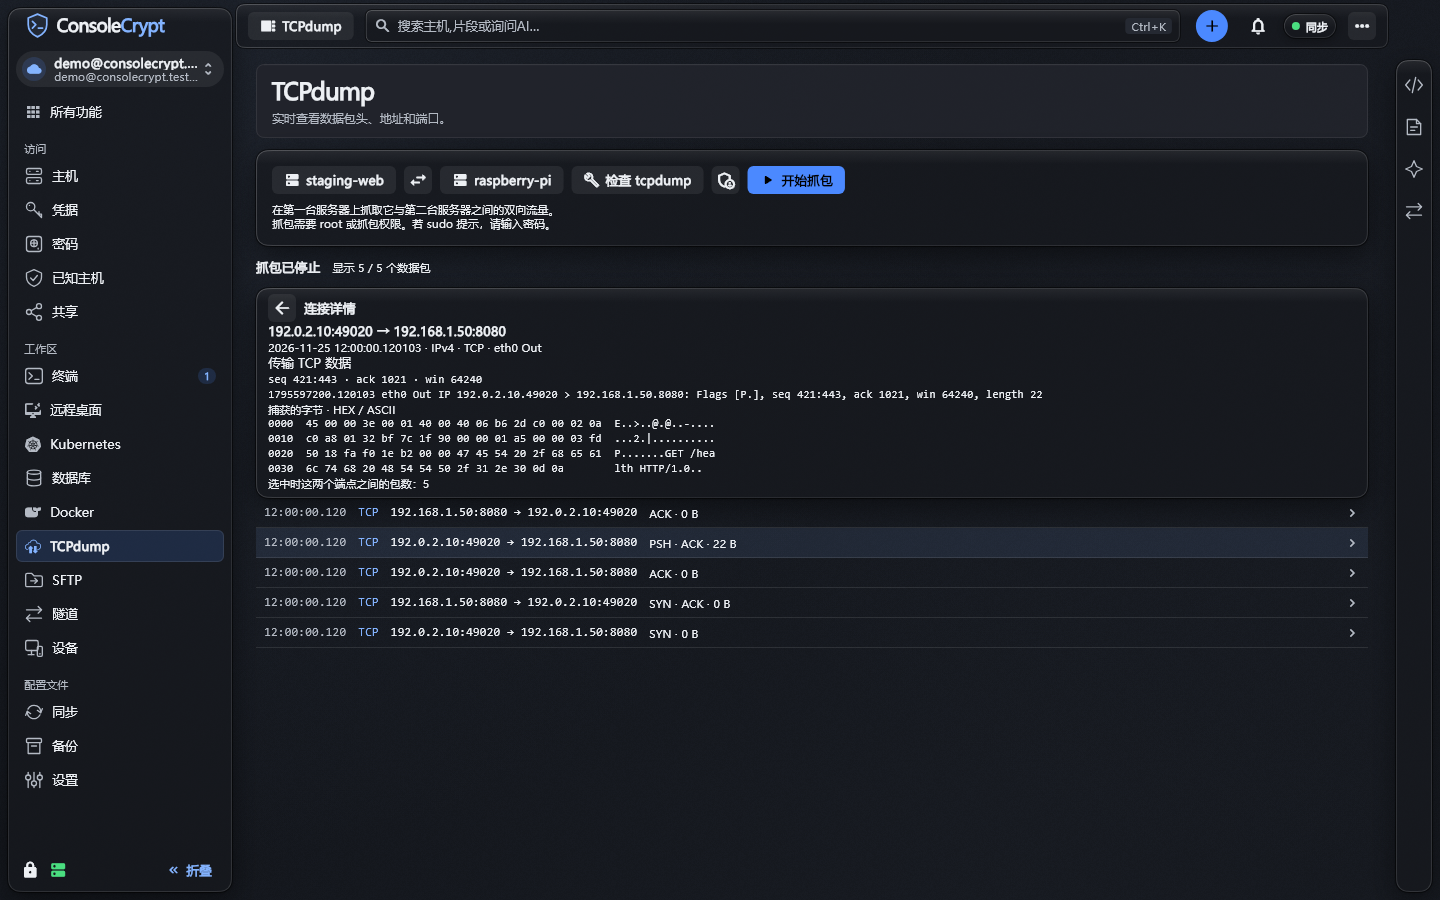 ConsoleCrypt
demo@consolecrypt....
demo@consolecrypt.test...
所有功能
访问
主机
凭据
密码
已知主机
共享
工作区
终端
1
远程桌面
Kubernetes
数据库
Docker
TCPdump
SFTP
隧道
设备
配置文件
同步
备份
设置
折叠
TCPdump
搜索主机,片段或询问AI...
Ctrl+K
同步
TCPdump
实时查看数据包头、地址和端口。
staging-web
raspberry-pi
检查 tcpdump
开始抓包
在第一台服务器上抓取它与第二台服务器之间的双向流量。
抓包需要 root 或抓包权限。若 sudo 提示，请输入密码。
抓包已停止 显示 5 / 5 个数据包
连接详情
192.0.2.10:49020 → 192.168.1.50:8080
2026-11-25 12:00:00.120103 · IPv4 · TCP · eth0 Out
传输 TCP 数据
seq 421:443 · ack 1021 · win 64240
1795597200.120103 eth0 Out IP 192.0.2.10.49020 > 192.168.1.50.8080: Flags [P.], seq 421:443, ack 1021, win 64240, length 22
捕获的字节 · HEX / ASCII
0000  45 00 00 3e 00 01 40 00 40 06 b6 2d c0 00 02 0a  E..>..@.@..-....
0010  c0 a8 01 32 bf 7c 1f 90 00 00 01 a5 00 00 03 fd  ...2.|..........
0020  50 18 fa f0 1e b2 00 00 47 45 54 20 2f 68 65 61  P.......GET /hea
0030  6c 74 68 20 48 54 54 50 2f 31 2e 30 0d 0a        lth HTTP/1.0..
选中时这两个端点之间的包数：5
12:00:00.120 TCP 192.168.1.50:8080 → 192.0.2.10:49020 ACK · 0 B
12:00:00.120 TCP 192.0.2.10:49020 → 192.168.1.50:8080 PSH · ACK · 22 B
12:00:00.120 TCP 192.0.2.10:49020 → 192.168.1.50:8080 ACK · 0 B
12:00:00.120 TCP 192.168.1.50:8080 → 192.0.2.10:49020 SYN · ACK · 0 B
12:00:00.120 TCP 192.0.2.10:49020 → 192.168.1.50:8080 SYN · 0 B